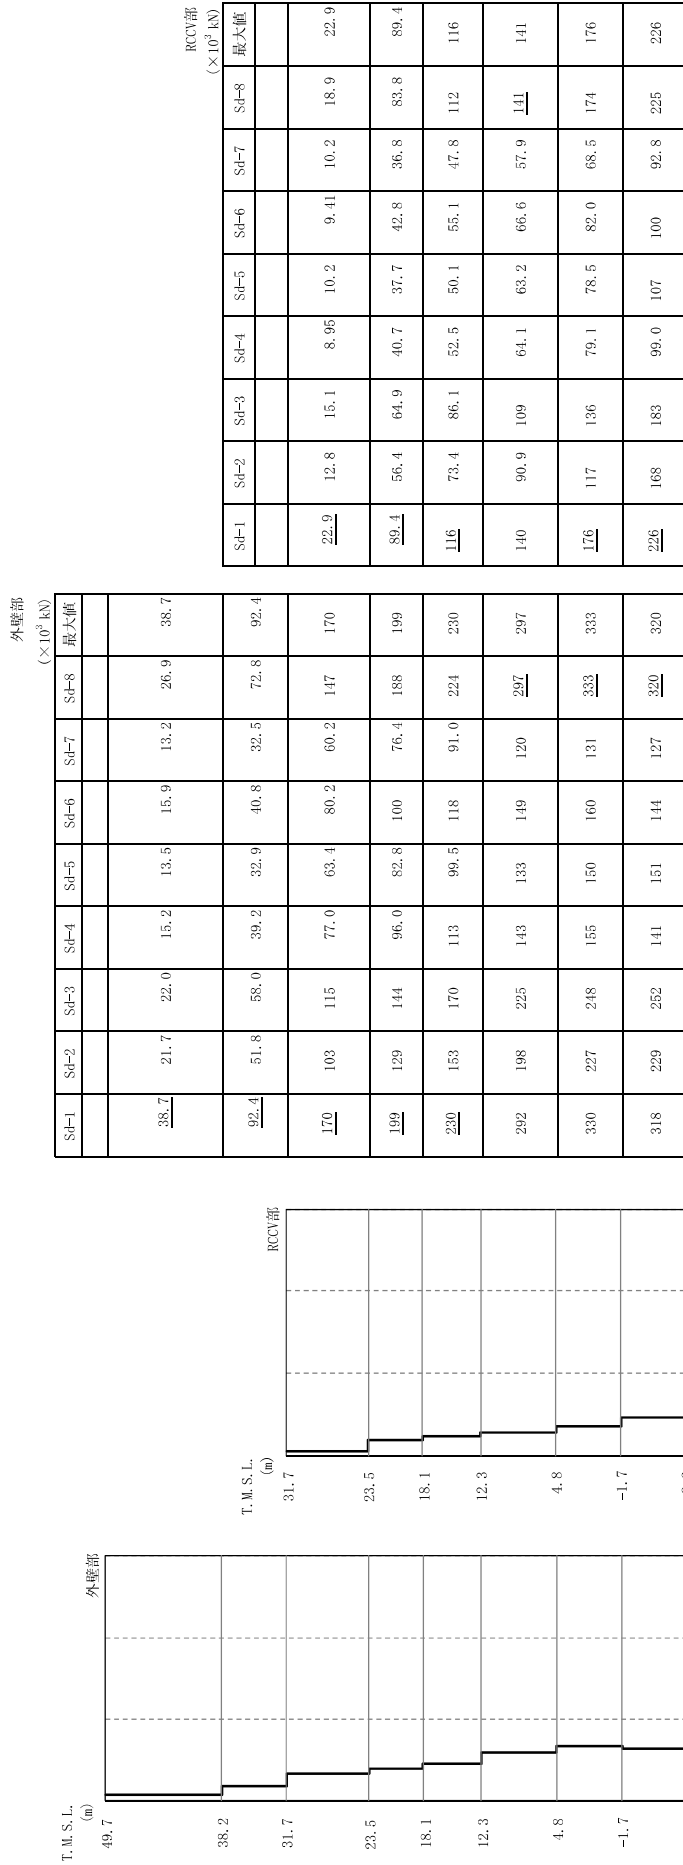 外壁部
T.M.S.L.
(m)
49.7
38.2
31.7
23.5
18.1
12.3
4.8
-1.7
RCCV部
T.M.S.L.
(m)
31.7
23.5
18.1
12.3
4.8
-1.7
外壁部
(×10³ kN)
Sd-1 Sd-2 Sd-3 Sd-4 Sd-5 Sd-6 Sd-7 Sd-8 最大値
38.7 21.7 22.0 15.2 13.5 15.9 13.2 26.9 38.7
92.4 51.8 58.0 39.2 32.9 40.8 32.5 72.8 92.4
170 103 115 77.0 63.4 80.2 60.2 147 170
199 129 144 96.0 82.8 100 76.4 188 199
230 153 170 113 99.5 118 91.0 224 230
292 198 225 143 133 149 120 297 297
330 227 248 155 150 160 131 333 333
318 229 252 141 151 144 127 320 320
RCCV部
(×10³ kN)
Sd-1 Sd-2 Sd-3 Sd-4 Sd-5 Sd-6 Sd-7 Sd-8 最大値
22.9 12.8 15.1 8.95 10.2 9.41 10.2 18.9 22.9
89.4 56.4 64.9 40.7 37.7 42.8 36.8 83.8 89.4
116 73.4 86.1 52.5 50.1 55.1 47.8 112 116
140 90.9 109 64.1 63.2 66.6 57.9 141 141
176 117 136 79.1 78.5 82.0 68.5 174 176
226 168 183 99.0 107 100 92.8 225 226